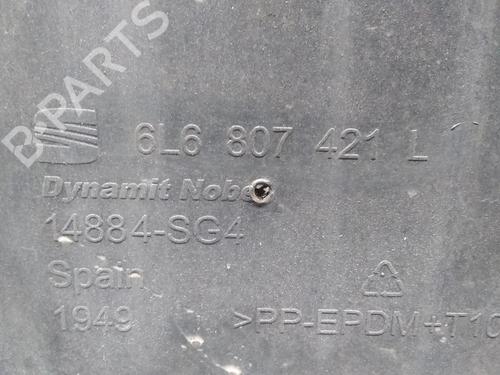 B-PARTS
6L6 807 421 L
Dynamit Nobel
14884-SG4
Spain
1949 >PP-EPDM+T10